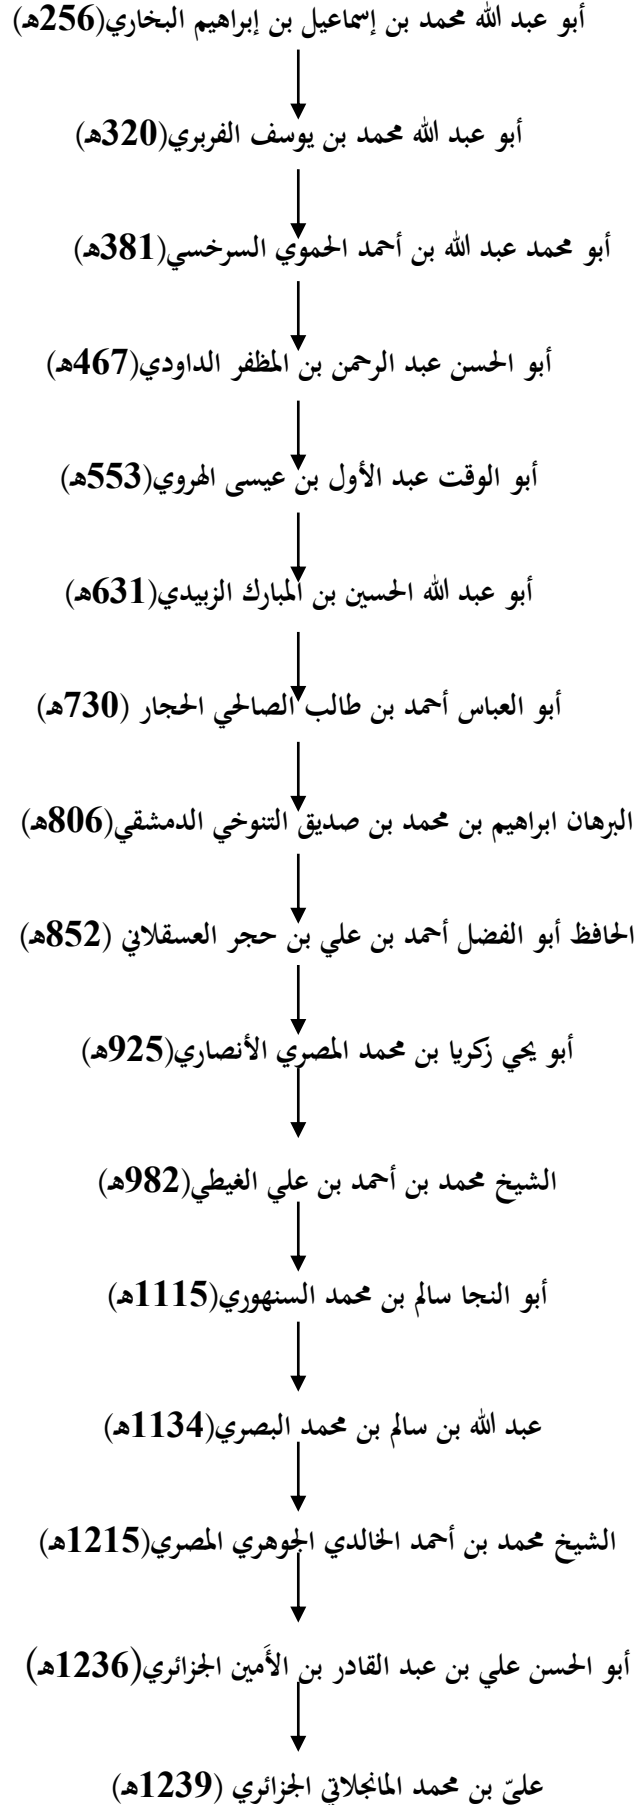 أبو عبد الله محمد بن إسماعيل بن إبراهيم البخاري(256هـ)
أبو عبد الله محمد بن يوسف الفربري(320هـ)
أبو محمد عبد الله بن أحمد الحموي السرخسي(381هـ)
أبو الحسن عبد الرحمن بن المظفر الداودي(467هـ)
أبو الوقت عبد الأول بن عيسى الهروي(553هـ)
أبو عبد الله الحسين بن المبارك الزبيدي(631هـ)
أبو العباس أحمد بن طالب الصالحي الحجار (730هـ)
البرهان ابراهيم بن محمد بن صديق التنوخي الدمشقي(806هـ)
الحافظ أبو الفضل أحمد بن علي بن حجر العسقلاني (852هـ)
أبو يحي زكريا بن محمد المصري الأنصاري(925هـ)
الشيخ محمد بن أحمد بن علي الغيطي(982هـ)
أبو النجا سالم بن محمد السنهوري(1115هـ)
عبد الله بن سالم بن محمد البصري(1134هـ)
الشيخ محمد بن أحمد الخالدي الجوهري المصري(1215هـ)
أبو الحسن علي بن عبد القادر بن الأَمين الجزائري(1236هـ)
عليّ بن محمد المانجلاتي الجزائري (1239هـ)